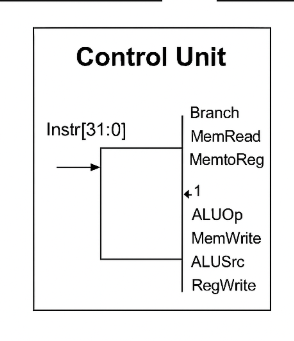 Control Unit
Instr[31:0]
Branch
MemRead
MemtoReg
1
ALUOp
MemWrite
ALUSrc
RegWrite